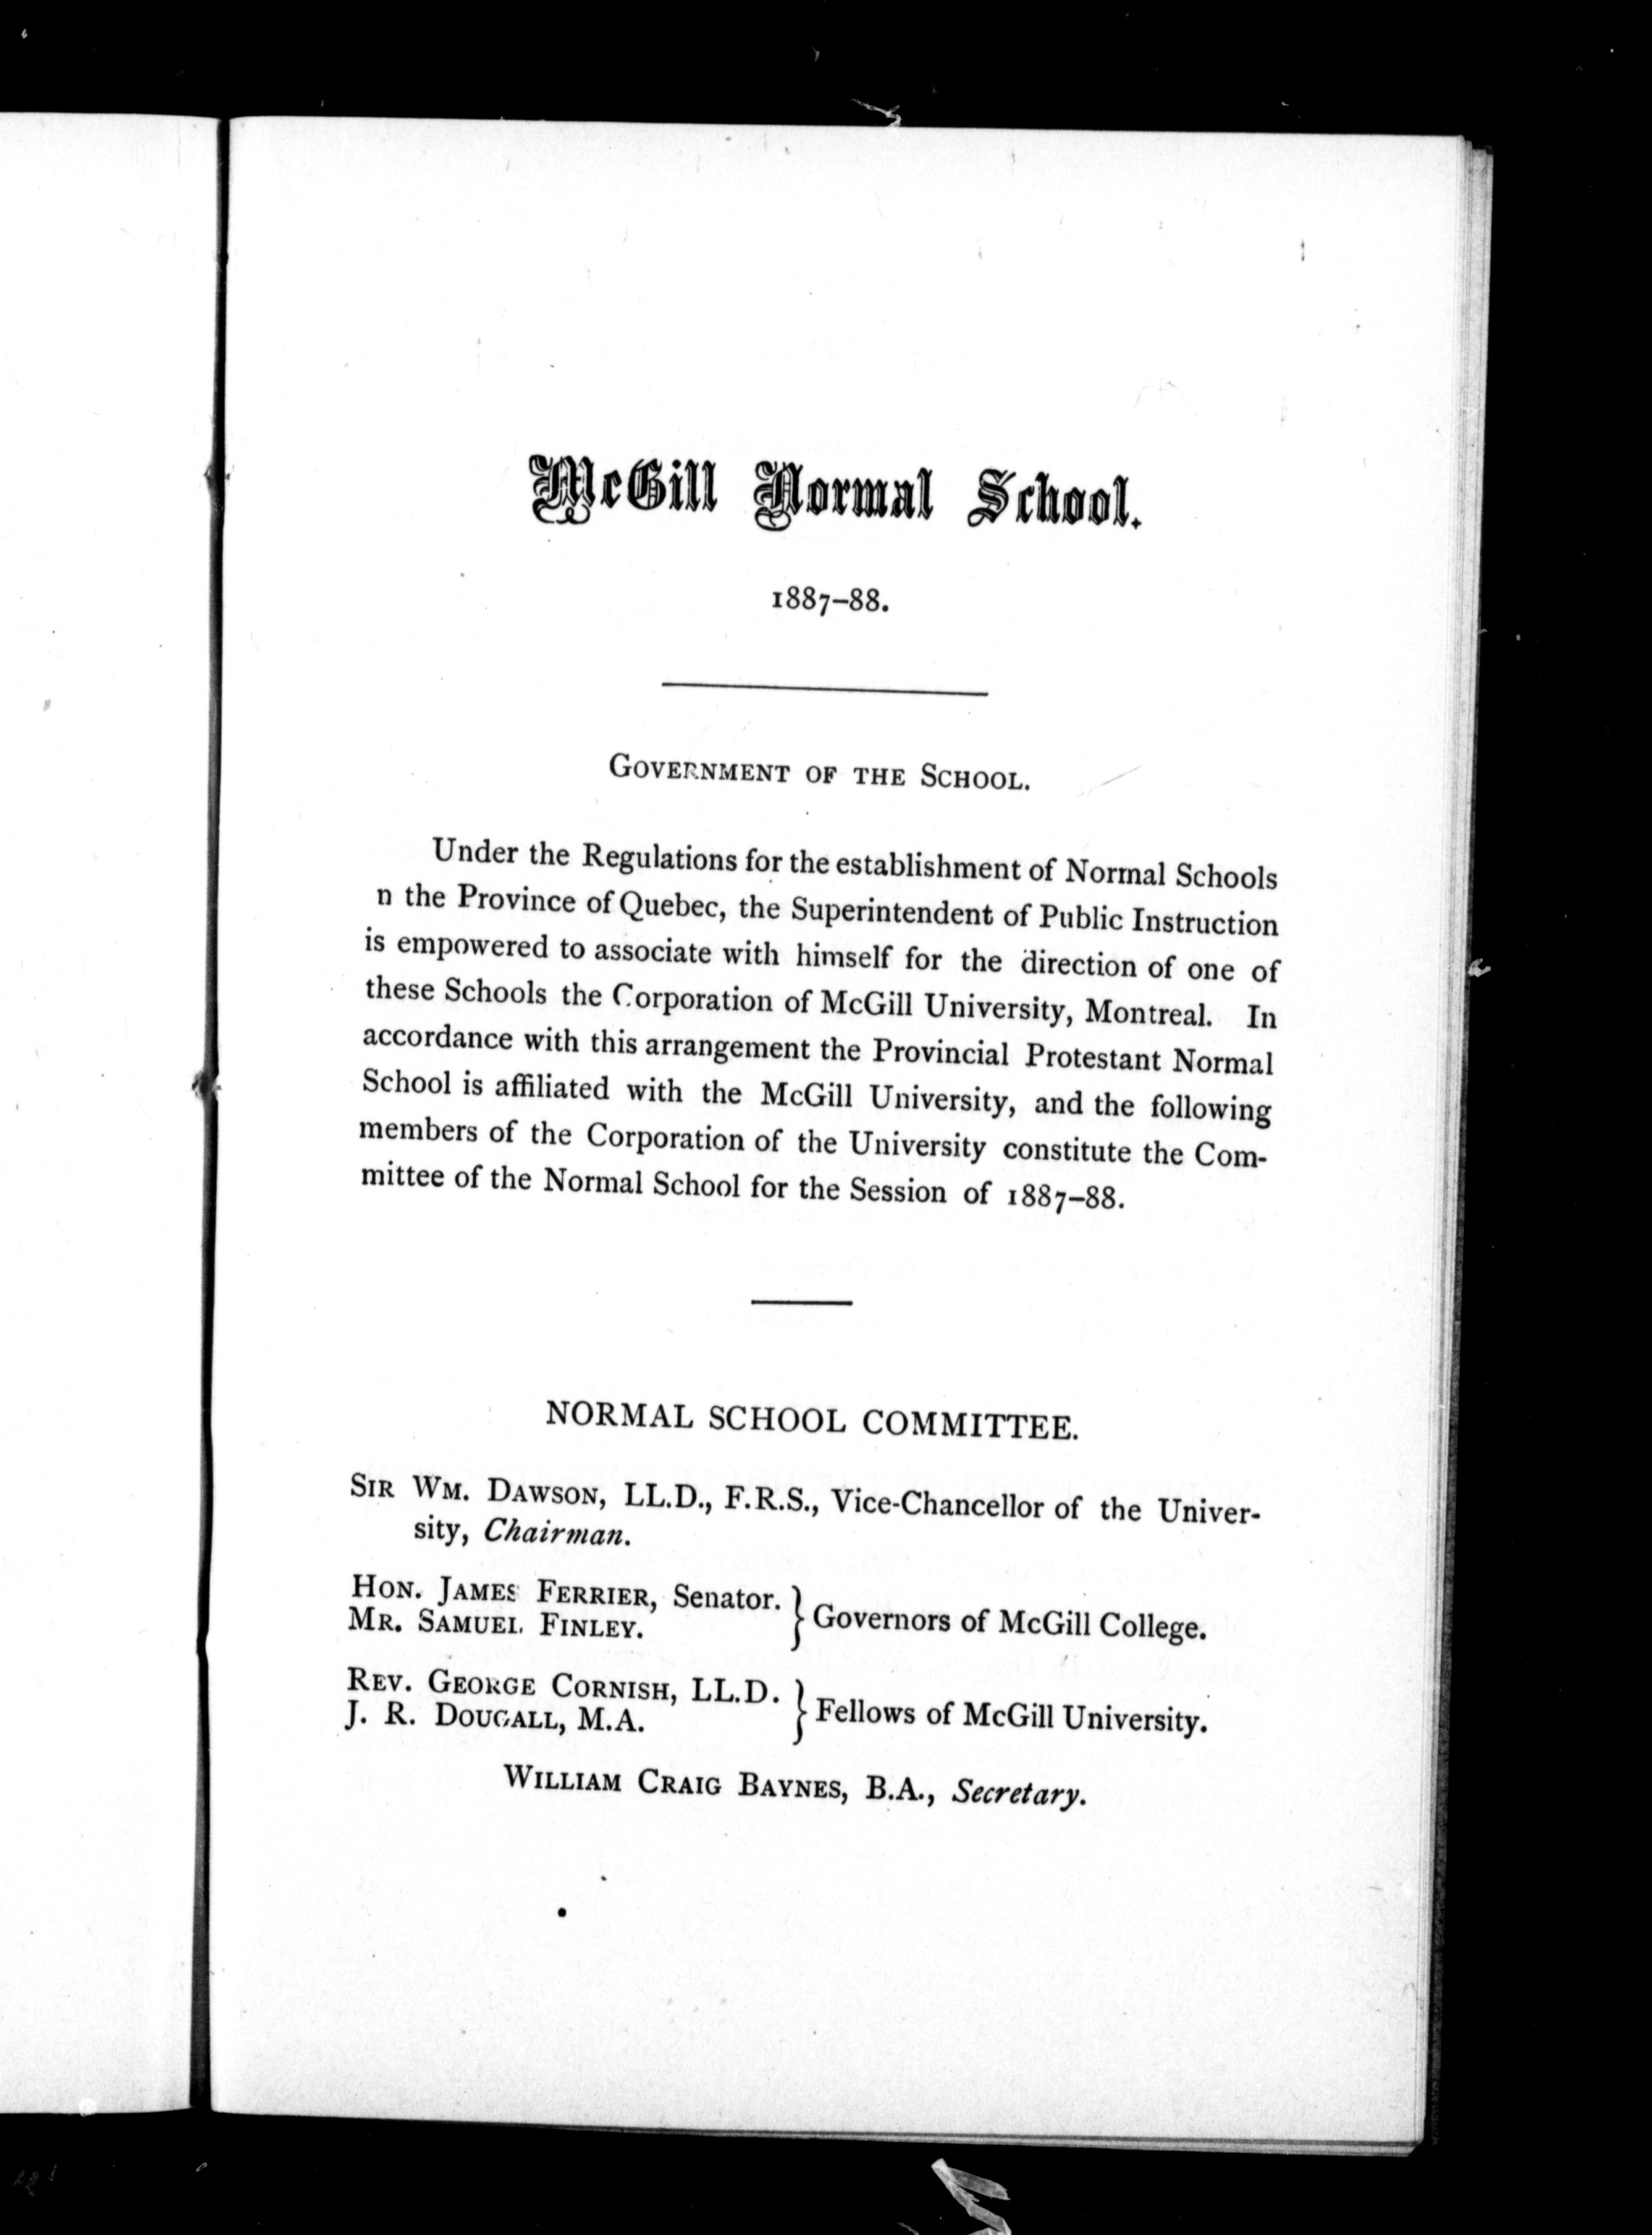 McGill Normal School.
1887–88.
Government of the School.
Under the Regulations for the establishment of Normal Schools
n the Province of Quebec, the Superintendent of Public Instruction
is empowered to associate with himself for the direction of one of
these Schools the Corporation of McGill University, Montreal. In
accordance with this arrangement the Provincial Protestant Normal
School is affiliated with the McGill University, and the following
members of the Corporation of the University constitute the Com-
mittee of the Normal School for the Session of 1887–88.
NORMAL SCHOOL COMMITTEE.
Sir Wm. Dawson, LL.D., F.R.S., Vice-Chancellor of the Univer-
sity, Chairman.
Hon. James Ferrier, Senator.
Mr. Samuel Finley.
} Governors of McGill College.
Rev. George Cornish, LL.D.
J. R. Dougall, M.A.
} Fellows of McGill University.
William Craig Baynes, B.A., Secretary.